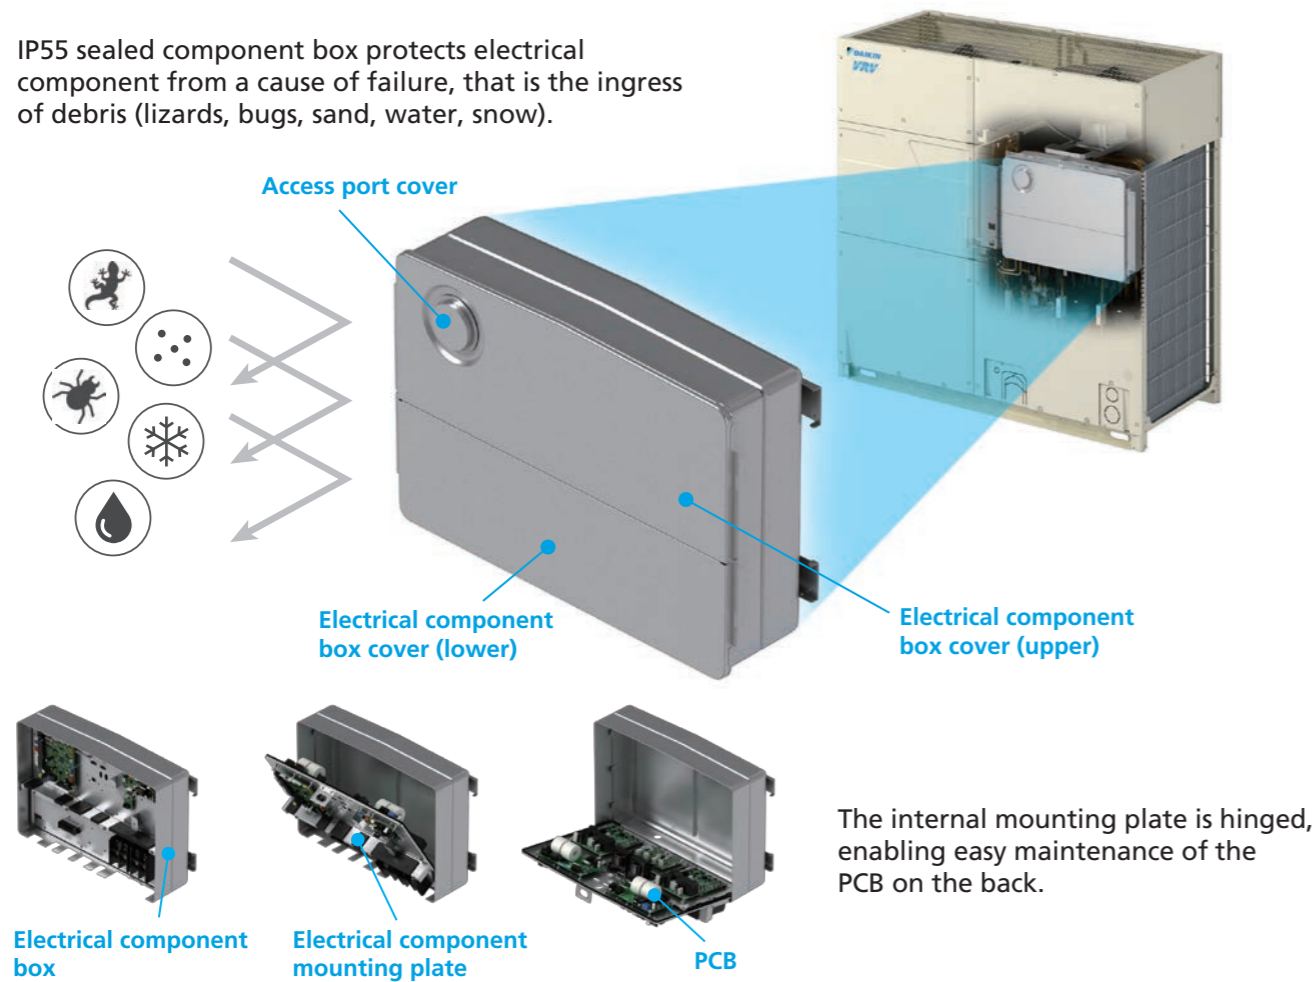 IP55 sealed component box protects electrical
component from a cause of failure, that is the ingress
of debris (lizards, bugs, sand, water, snow).
DAIKIN
VRV
Access port cover
Electrical component
box cover (lower)
Electrical component
box cover (upper)
The internal mounting plate is hinged,
enabling easy maintenance of the
PCB on the back.
Electrical component
box
Electrical component
mounting plate
PCB